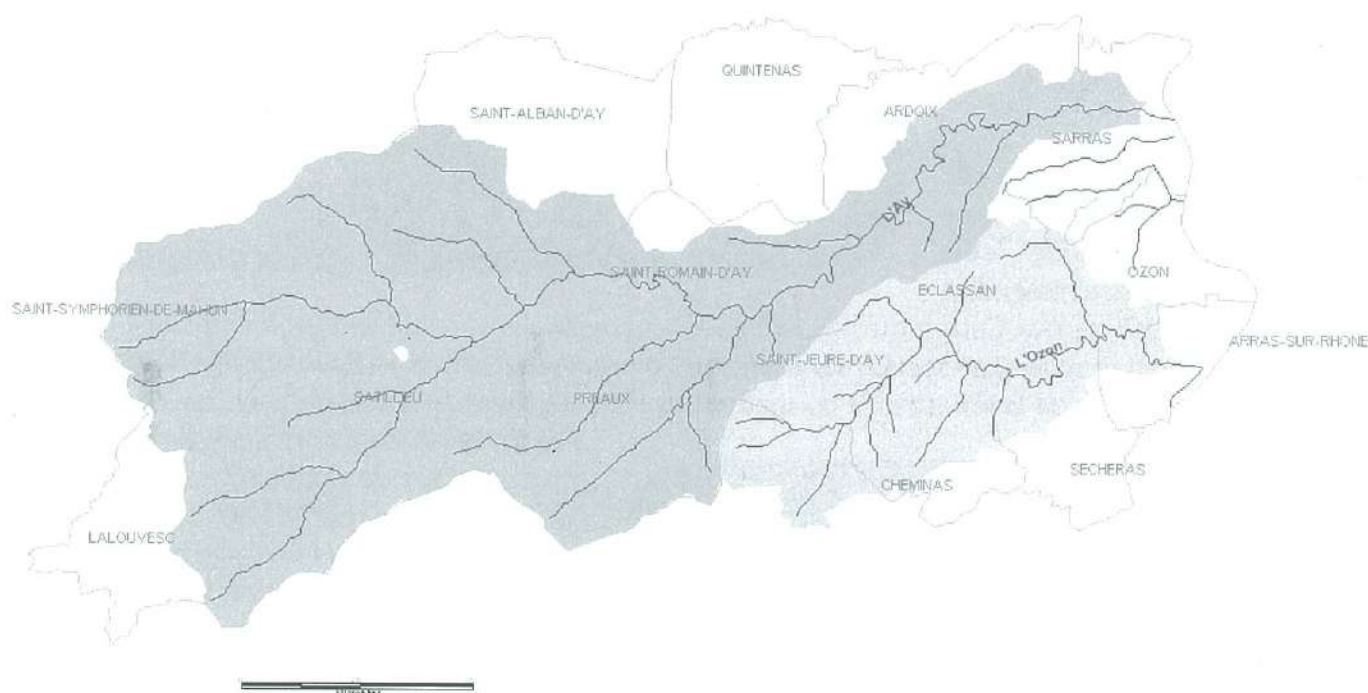 QUINTENAS
SAINT-ALBAN-D'AY
ARDOIX
SARRAS
D'Ay
SAINT-ROMAIN-D'AY
OZON
ECLASSAN
SAINT-SYMPHORIEN-DE-MAHUN
ARRAS-SUR-RHONE
L'Ozon
SAINT-JEURE-D'AY
SATILLIEU
PREAUX
SECHERAS
CHEMINAS
LALOUVESC